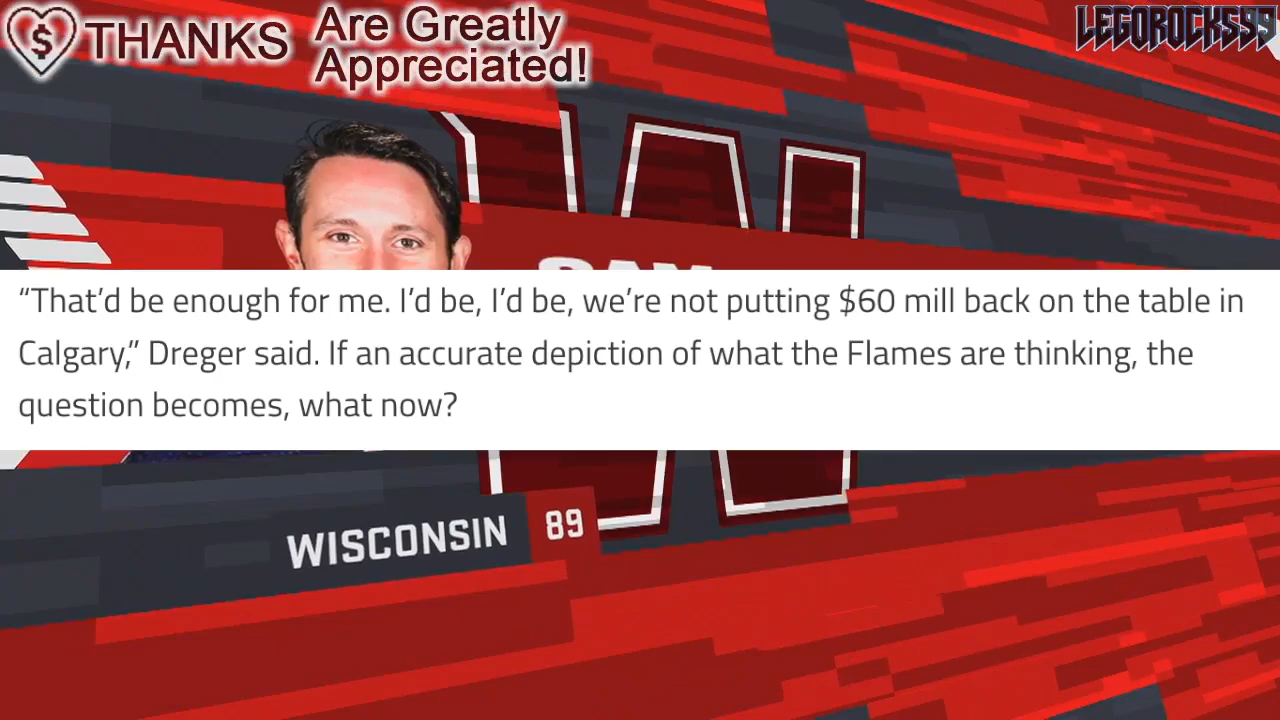 THANKS Are Greatly
Appreciated!
LEGOROCKS99
“That’d be enough for me. I’d be, I’d be, we’re not putting $60 mill back on the table in
Calgary,” Dreger said. If an accurate depiction of what the Flames are thinking, the
question becomes, what now?
WISCONSIN 89